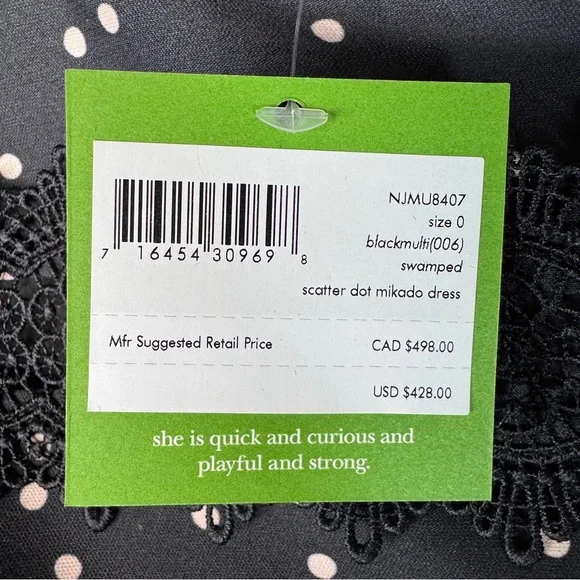 7 16454 30969 8
NJMU8407
size 0
blackmulti(006)
swamped
scatter dot mikado dress
Mfr Suggested Retail Price CAD $498.00
USD $428.00
she is quick and curious and
playful and strong.